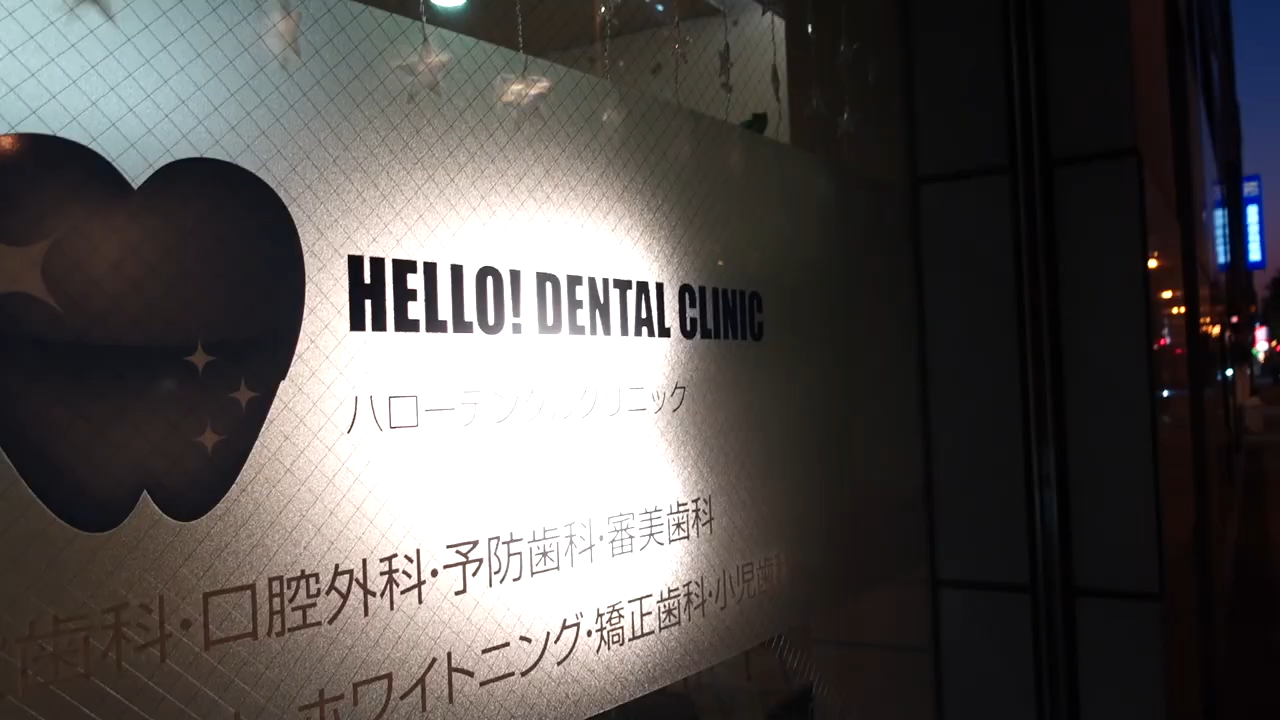 HELLO! DENTAL CLINIC
ハローデンタルクリニック
歯科・口腔外科・予防歯科・審美歯科
ホワイトニング・矯正歯科・小児歯科